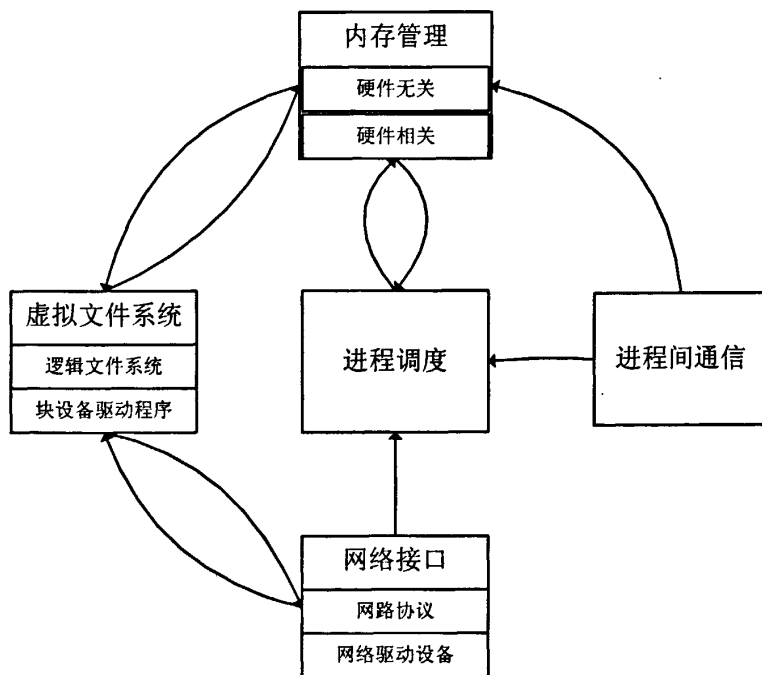 内存管理
硬件无关
硬件相关
虚拟文件系统
逻辑文件系统
块设备驱动程序
进程调度
进程间通信
网络接口
网路协议
网络驱动设备